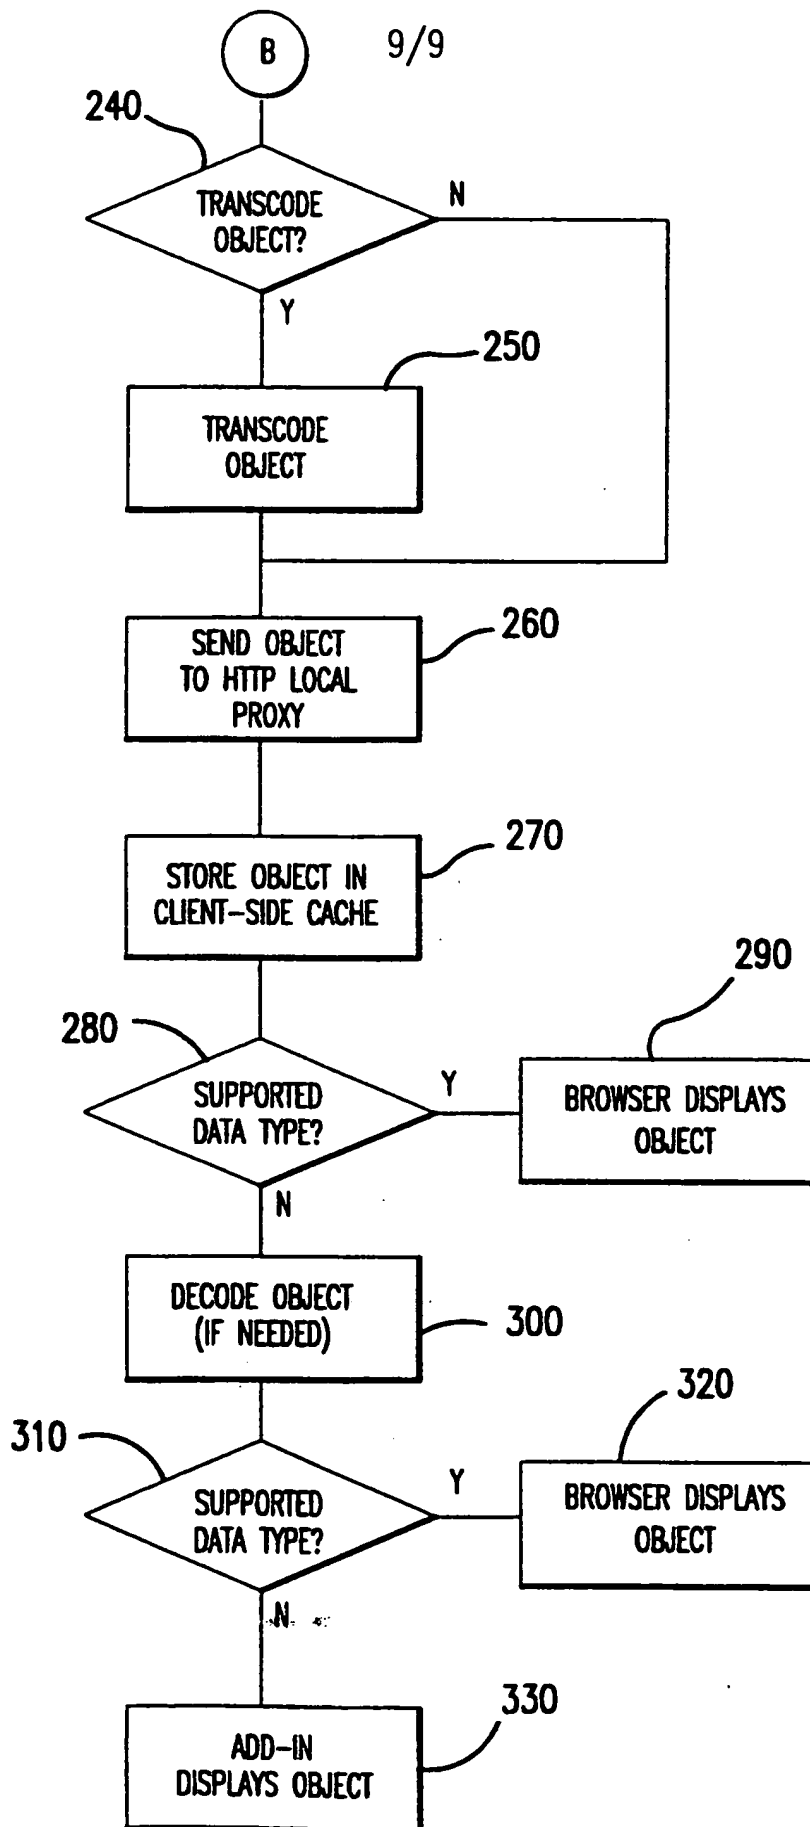 B
9/9
240
TRANSCODE
OBJECT?
N
Y
250
TRANSCODE
OBJECT
260
SEND OBJECT
TO HTTP LOCAL
PROXY
270
STORE OBJECT IN
CLIENT-SIDE CACHE
290
280
SUPPORTED
DATA TYPE?
Y
BROWSER DISPLAYS
OBJECT
N
DECODE OBJECT
(IF NEEDED)
300
320
310
SUPPORTED
DATA TYPE?
Y
BROWSER DISPLAYS
OBJECT
N
330
ADD-IN
DISPLAYS OBJECT